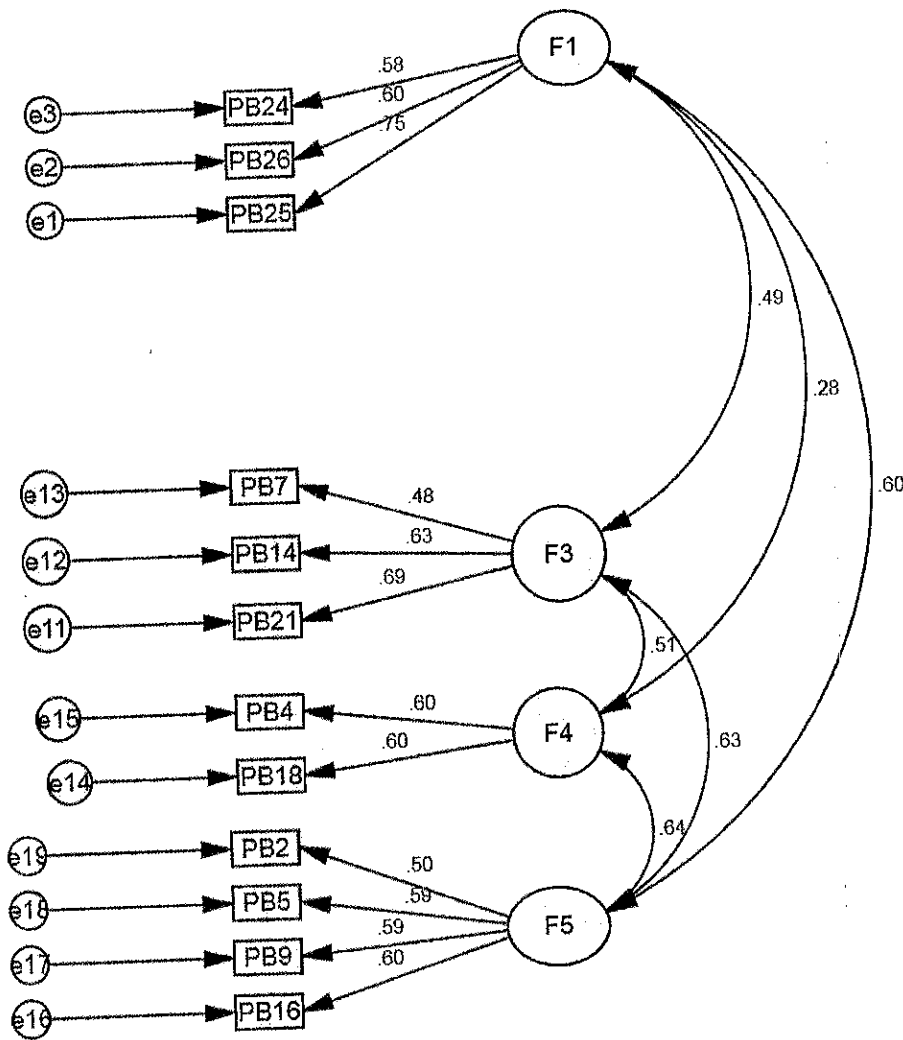 F1
.58
.60
.75
e3 PB24
e2 PB26
e1 PB25
.49
.28
.60
e13 PB7 .48
e12 PB14 .63 F3
e11 PB21 .69
.51
e15 PB4 .60
F4
e14 PB18 .60
.63
.64
e19 PB2 .50
e18 PB5 .59
F5
e17 PB9 .59
e16 PB16 .60